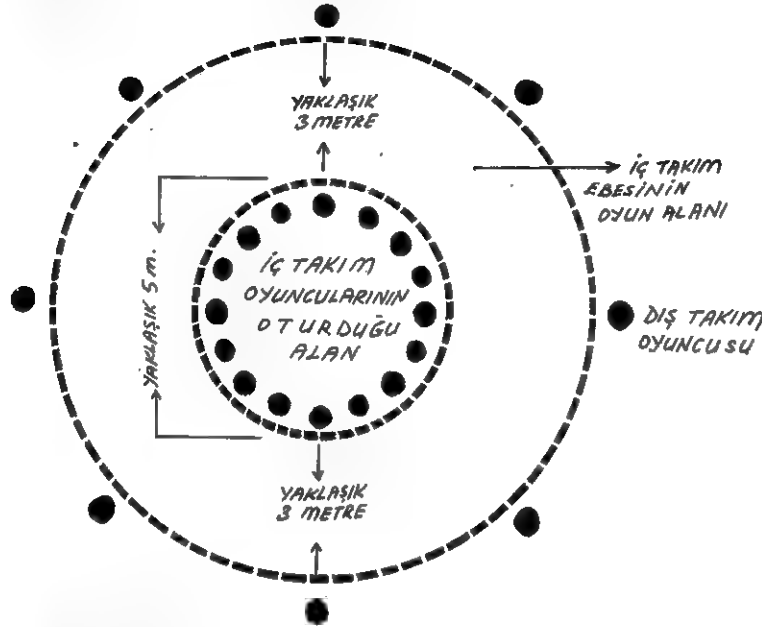 YAKLAŞIK
3 METRE
İÇ TAKIM
EBESİNİN
OYUN ALANI
YAKLAŞIK 5 m.
İÇ TAKIM
OYUNCULARININ
OTURDUĞU
ALAN
DIŞ TAKIM
OYUNCUSU
YAKLAŞIK
3 METRE